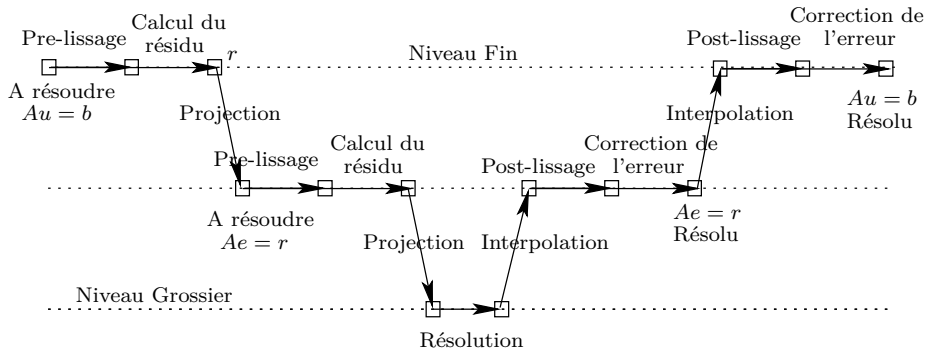 Pre-lissage
Calcul du
résidu
r
Niveau Fin
Post-lissage
Correction de
l'erreur
A résoudre
Au = b
Projection
Interpolation
Au = b
Résolu
Pre-lissage
Calcul du
résidu
Post-lissage
Correction de
l'erreur
A résoudre
Ae = r
Projection
Interpolation
Ae = r
Résolu
Niveau Grossier
Résolution